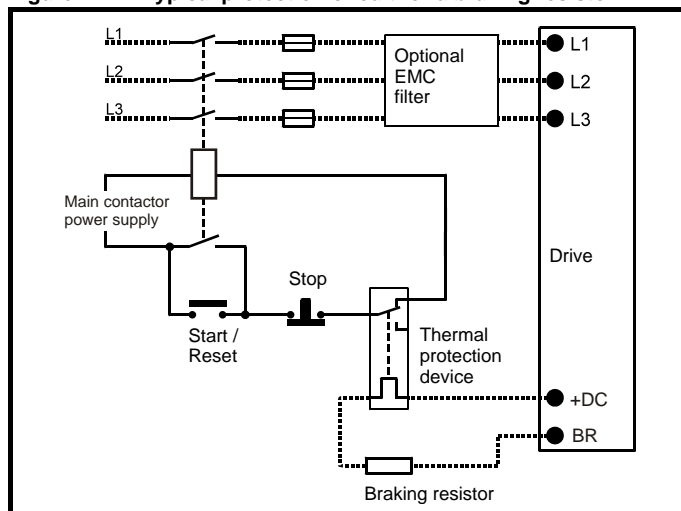 L1
L2
L3
Optional
EMC
filter
L1
L2
L3
Main contactor
power supply
Drive
Stop
Start /
Reset
Thermal
protection
device
+DC
BR
Braking resistor